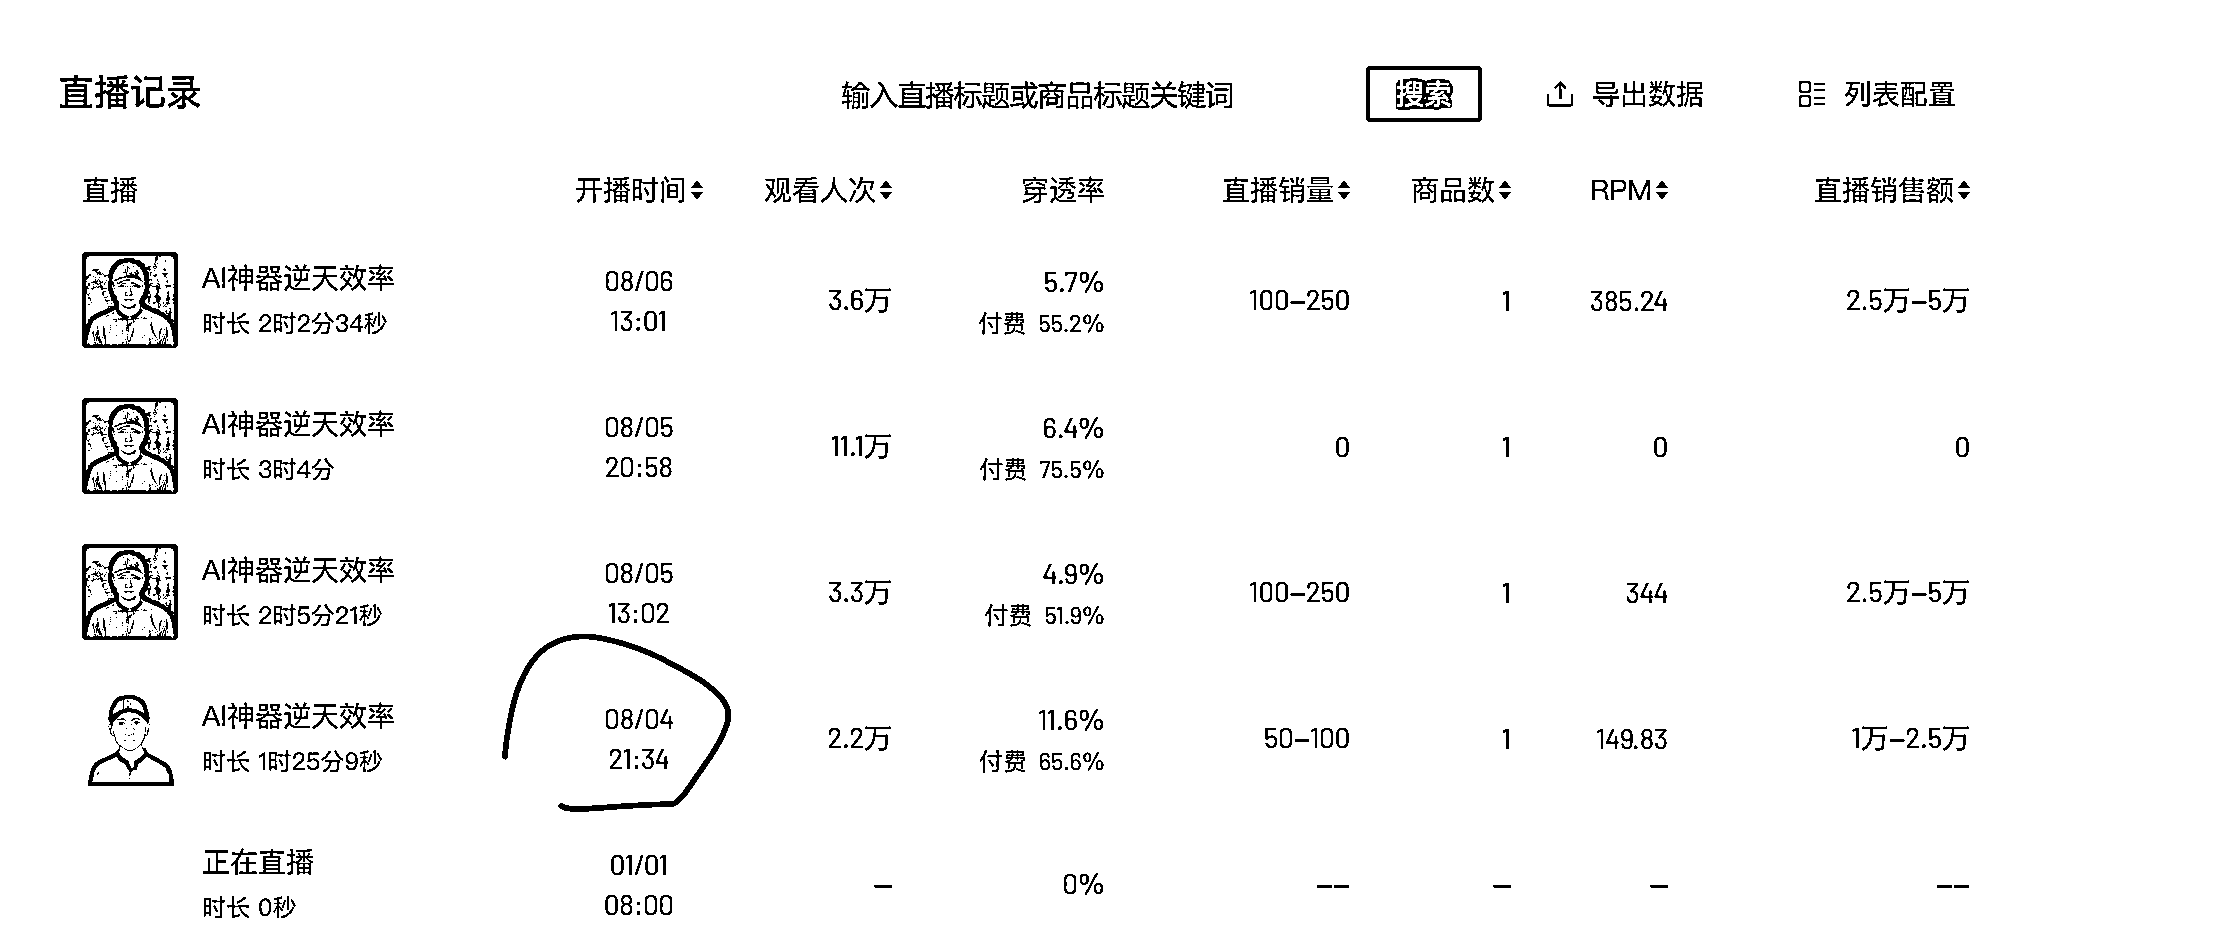 直播记录 输入直播标题或商品标题关键词 搜索 导出数据 列表配置
直播 开播时间 观看人次 穿透率 直播销量 商品数 RPM 直播销售额
AI神器逆天效率 08/06 5.7%
3.6万 100-250 1 385.24 2.5万-5万
时长 2时2分34秒 13:01 付费 55.2%
AI神器逆天效率 08/05 6.4%
11.1万 0 1 0 0
时长 3时4分 20:58 付费 75.5%
AI神器逆天效率 08/05 4.9%
3.3万 100-250 1 344 2.5万-5万
时长 2时5分21秒 13:02 付费 51.9%
AI神器逆天效率 08/04 11.6%
2.2万 50-100 1 149.83 1万-2.5万
时长 1时25分9秒 21:34 付费 65.6%
正在直播 01/01
– 0% –– – – ––
时长 0秒 08:00